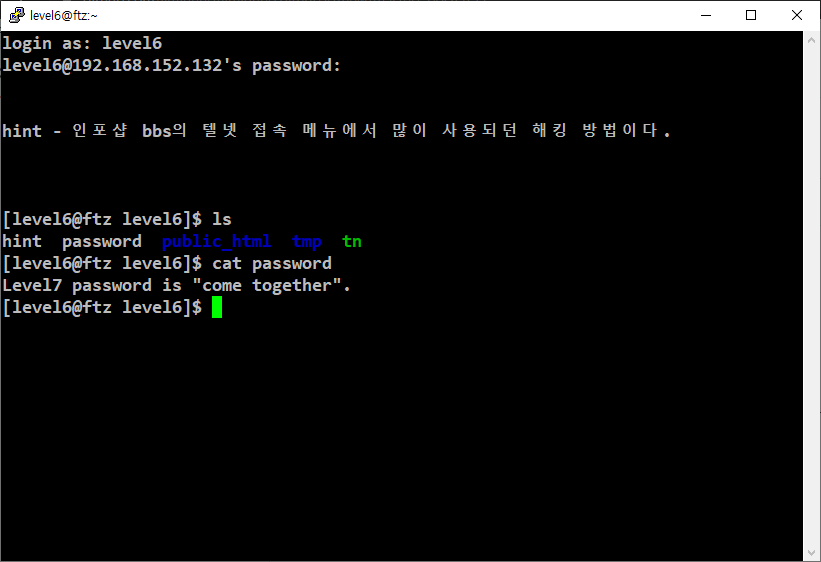 level6@ftz:~
login as: level6
level6@192.168.152.132's password:
hint - 인포샵 bbs의 텔넷 접속 메뉴에서 많이 사용되던 해킹 방법이다.
[level6@ftz level6]$ ls
hint password public_html tmp tn
[level6@ftz level6]$ cat password
Level7 password is "come together".
[level6@ftz level6]$